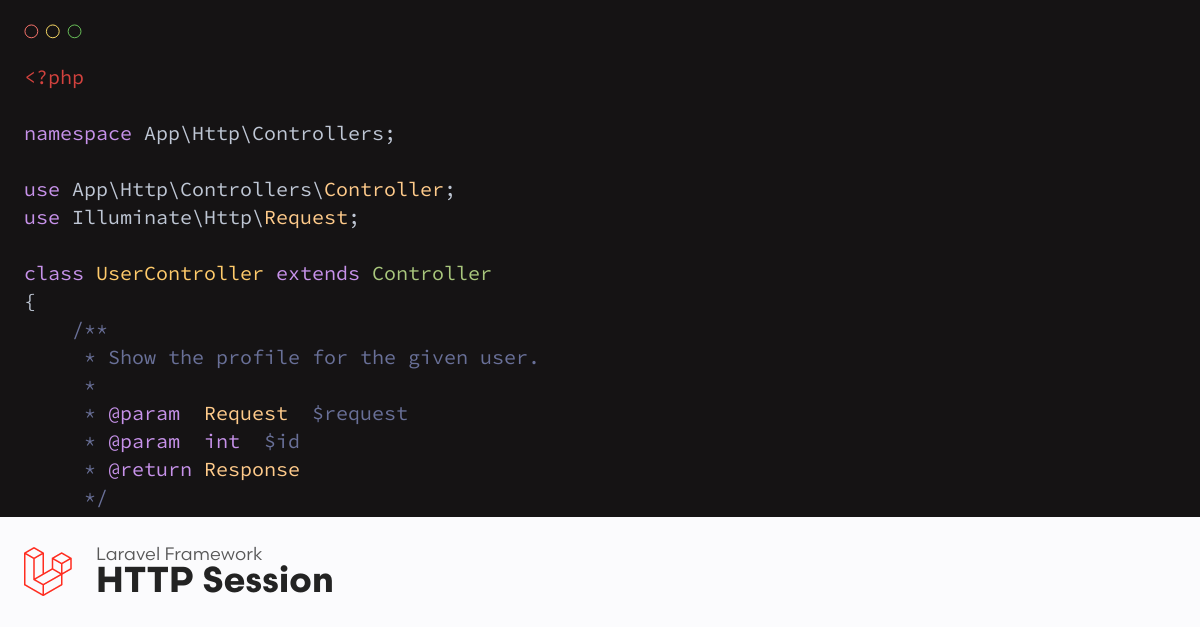 <?php
namespace App\Http\Controllers;
use App\Http\Controllers\Controller;
use Illuminate\Http\Request;
class UserController extends Controller
{
    /**
     * Show the profile for the given user.
     *
     * @param  Request  $request
     * @param  int  $id
     * @return Response
     */
Laravel Framework
HTTP Session